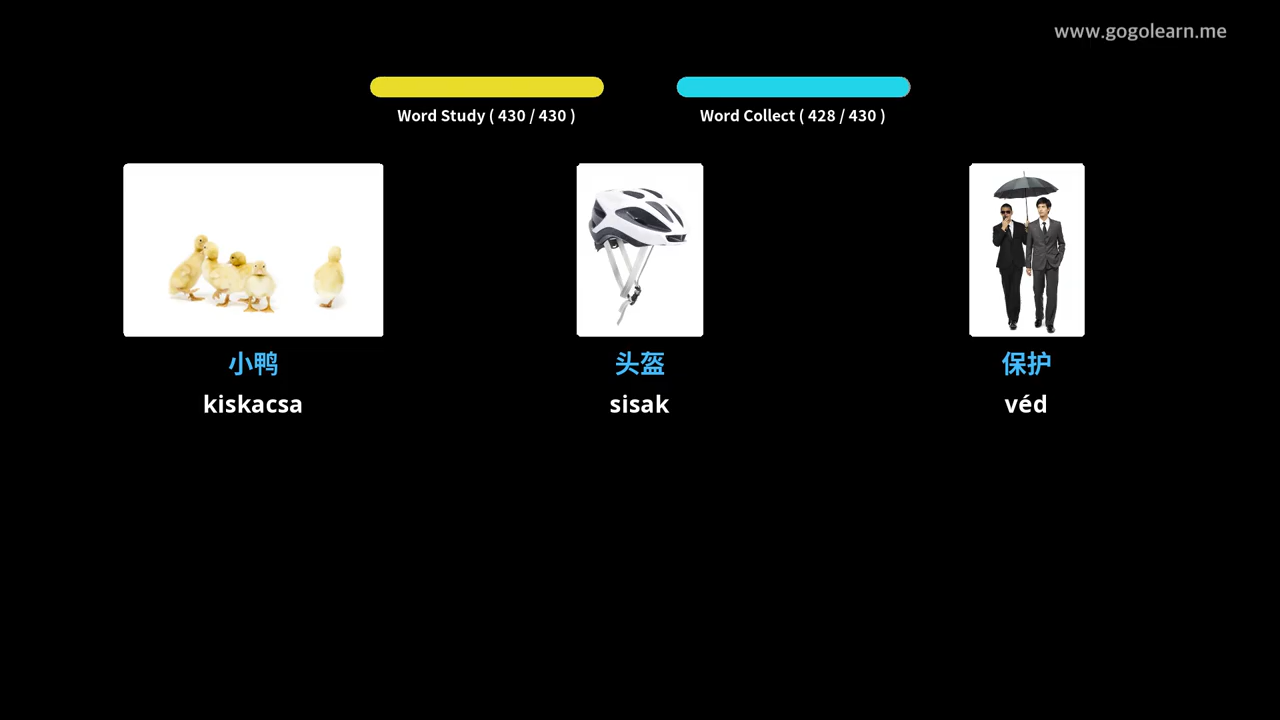 www.gogolearn.me
Word Study ( 430 / 430 )
Word Collect ( 428 / 430 )
小鸭
头盔
保护
kiskacsa
sisak
véd